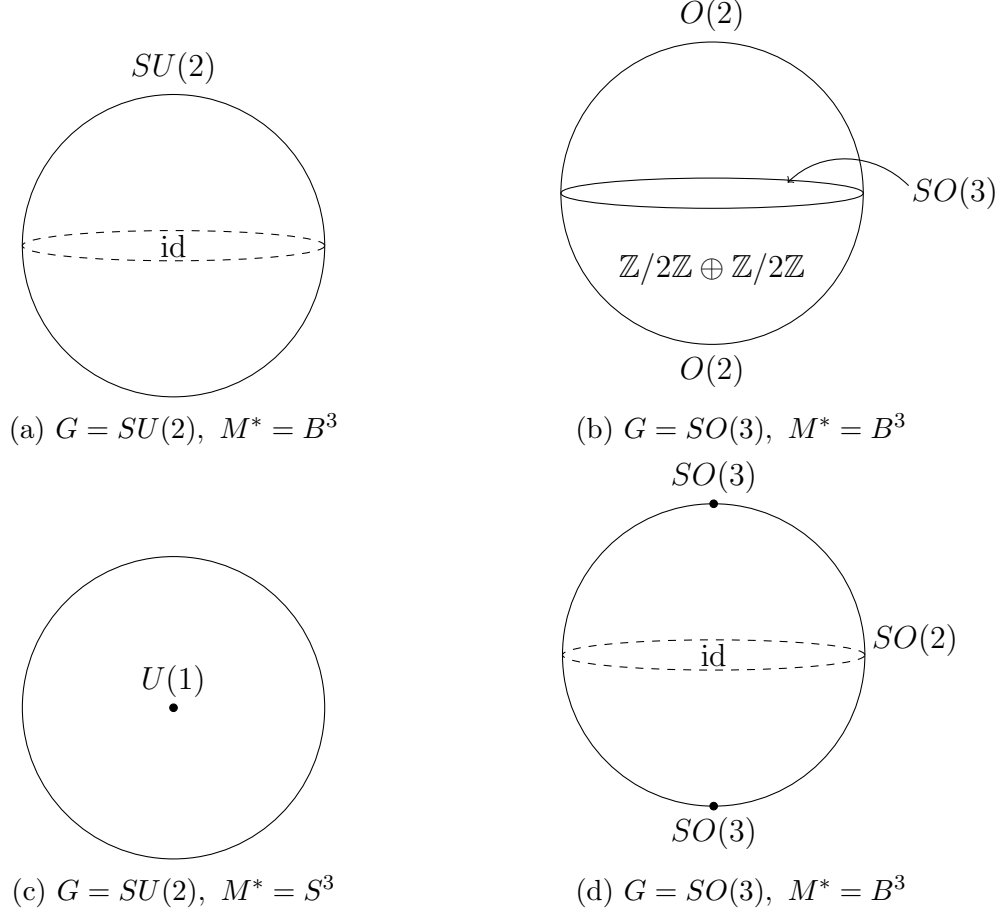 SU(2)
id
(a) G = SU(2), M* = B³
O(2)
SO(3)
ℤ/2ℤ ⊕ ℤ/2ℤ
O(2)
(b) G = SO(3), M* = B³
U(1)
(c) G = SU(2), M* = S³
SO(3)
SO(2)
id
SO(3)
(d) G = SO(3), M* = B³